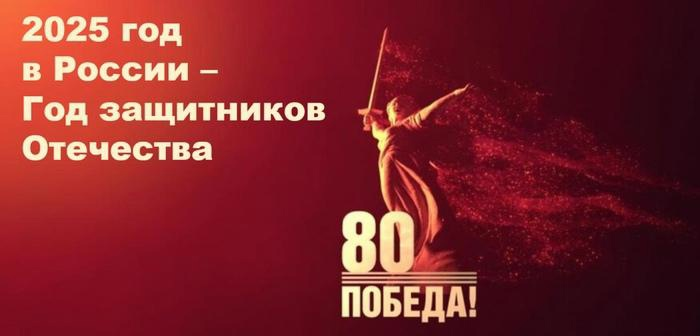 2025 год
в России –
Год защитников
Отечества
80
ПОБЕДА!